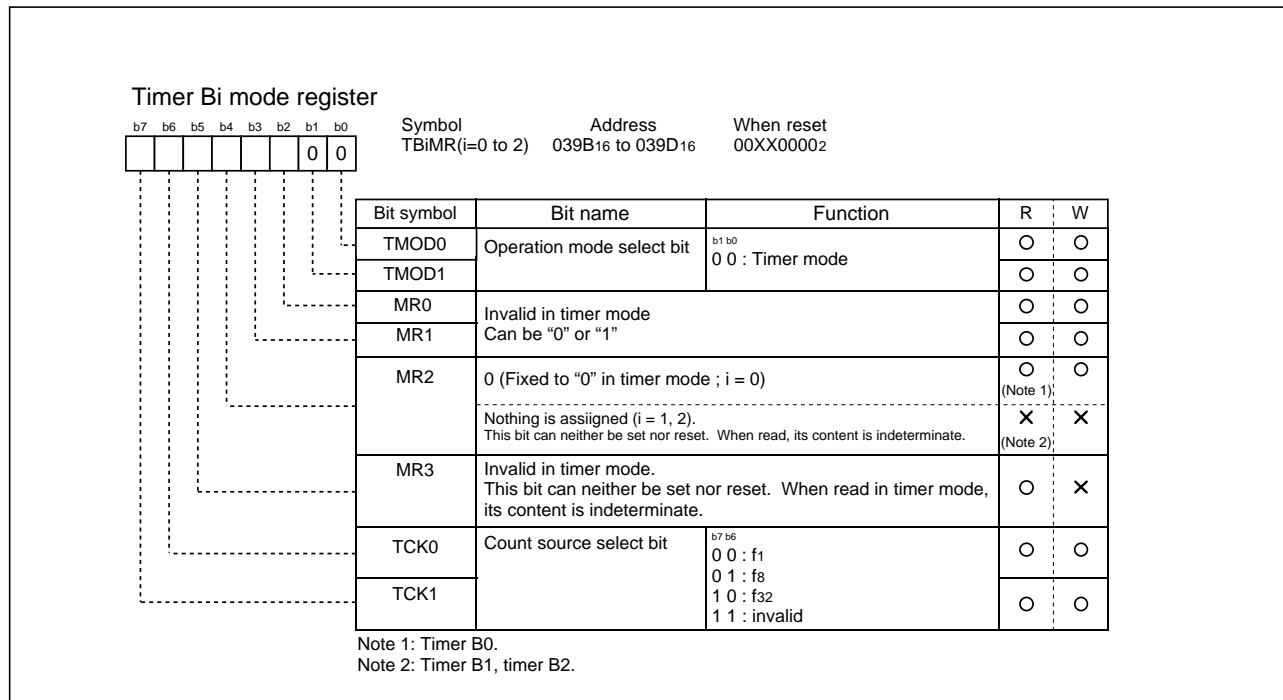 Timer Bi mode register
b7 b6 b5 b4 b3 b2 b1 b0
0 0
Symbol Address When reset
TBiMR(i=0 to 2) 039B16 to 039D16 00XX00002
Bit symbol Bit name Function R W
TMOD0 Operation mode select bit b1 b0 O O
0 0 : Timer mode
TMOD1 O O
MR0 Invalid in timer mode O O
MR1 Can be “0” or “1” O O
MR2 0 (Fixed to “0” in timer mode ; i = 0) O O
(Note 1)
Nothing is assiigned (i = 1, 2). X X
This bit can neither be set nor reset. When read, its content is indeterminate.
(Note 2)
MR3 Invalid in timer mode.
This bit can neither be set nor reset. When read in timer mode, O X
its content is indeterminate.
TCK0 Count source select bit b7 b6 O O
0 0 : f1
0 1 : f8
TCK1 1 0 : f32 O O
1 1 : invalid
Note 1: Timer B0.
Note 2: Timer B1, timer B2.